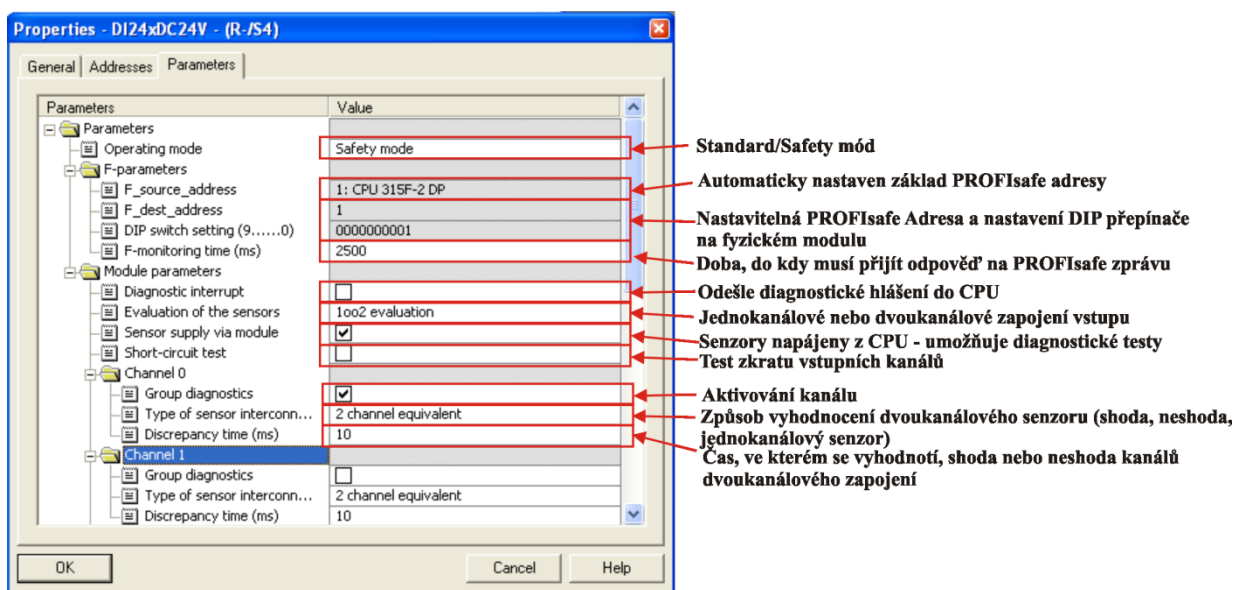 Properties - DI24xDC24V - (R-/S4)
General Addresses Parameters
Parameters Value
Parameters
Operating mode Safety mode
F-parameters
F_source_address 1: CPU 315F-2 DP
F_dest_address 1
DIP switch setting (9......0) 0000000001
F-monitoring time (ms) 2500
Module parameters
Diagnostic interrupt
Evaluation of the sensors 1oo2 evaluation
Sensor supply via module
Short-circuit test
Channel 0
Group diagnostics
Type of sensor interconn... 2 channel equivalent
Discrepancy time (ms) 10
Channel 1
Group diagnostics
Type of sensor interconn... 2 channel equivalent
Discrepancy time (ms) 10
OK Cancel Help
Standard/Safety mód
Automaticky nastaven základ PROFIsafe adresy
Nastavitelná PROFIsafe Adresa a nastavení DIP přepínače
na fyzickém modulu
Doba, do kdy musí přijít odpověď na PROFIsafe zprávu
Odešle diagnostické hlášení do CPU
Jednokanálové nebo dvoukanálové zapojení vstupu
Senzory napájeny z CPU - umožňuje diagnostické testy
Test zkratu vstupních kanálů
Aktivování kanálu
Způsob vyhodnocení dvoukanálového senzoru (shoda, neshoda,
jednokanálový senzor)
Čas, ve kterém se vyhodnotí, shoda nebo neshoda kanálů
dvoukanálového zapojení